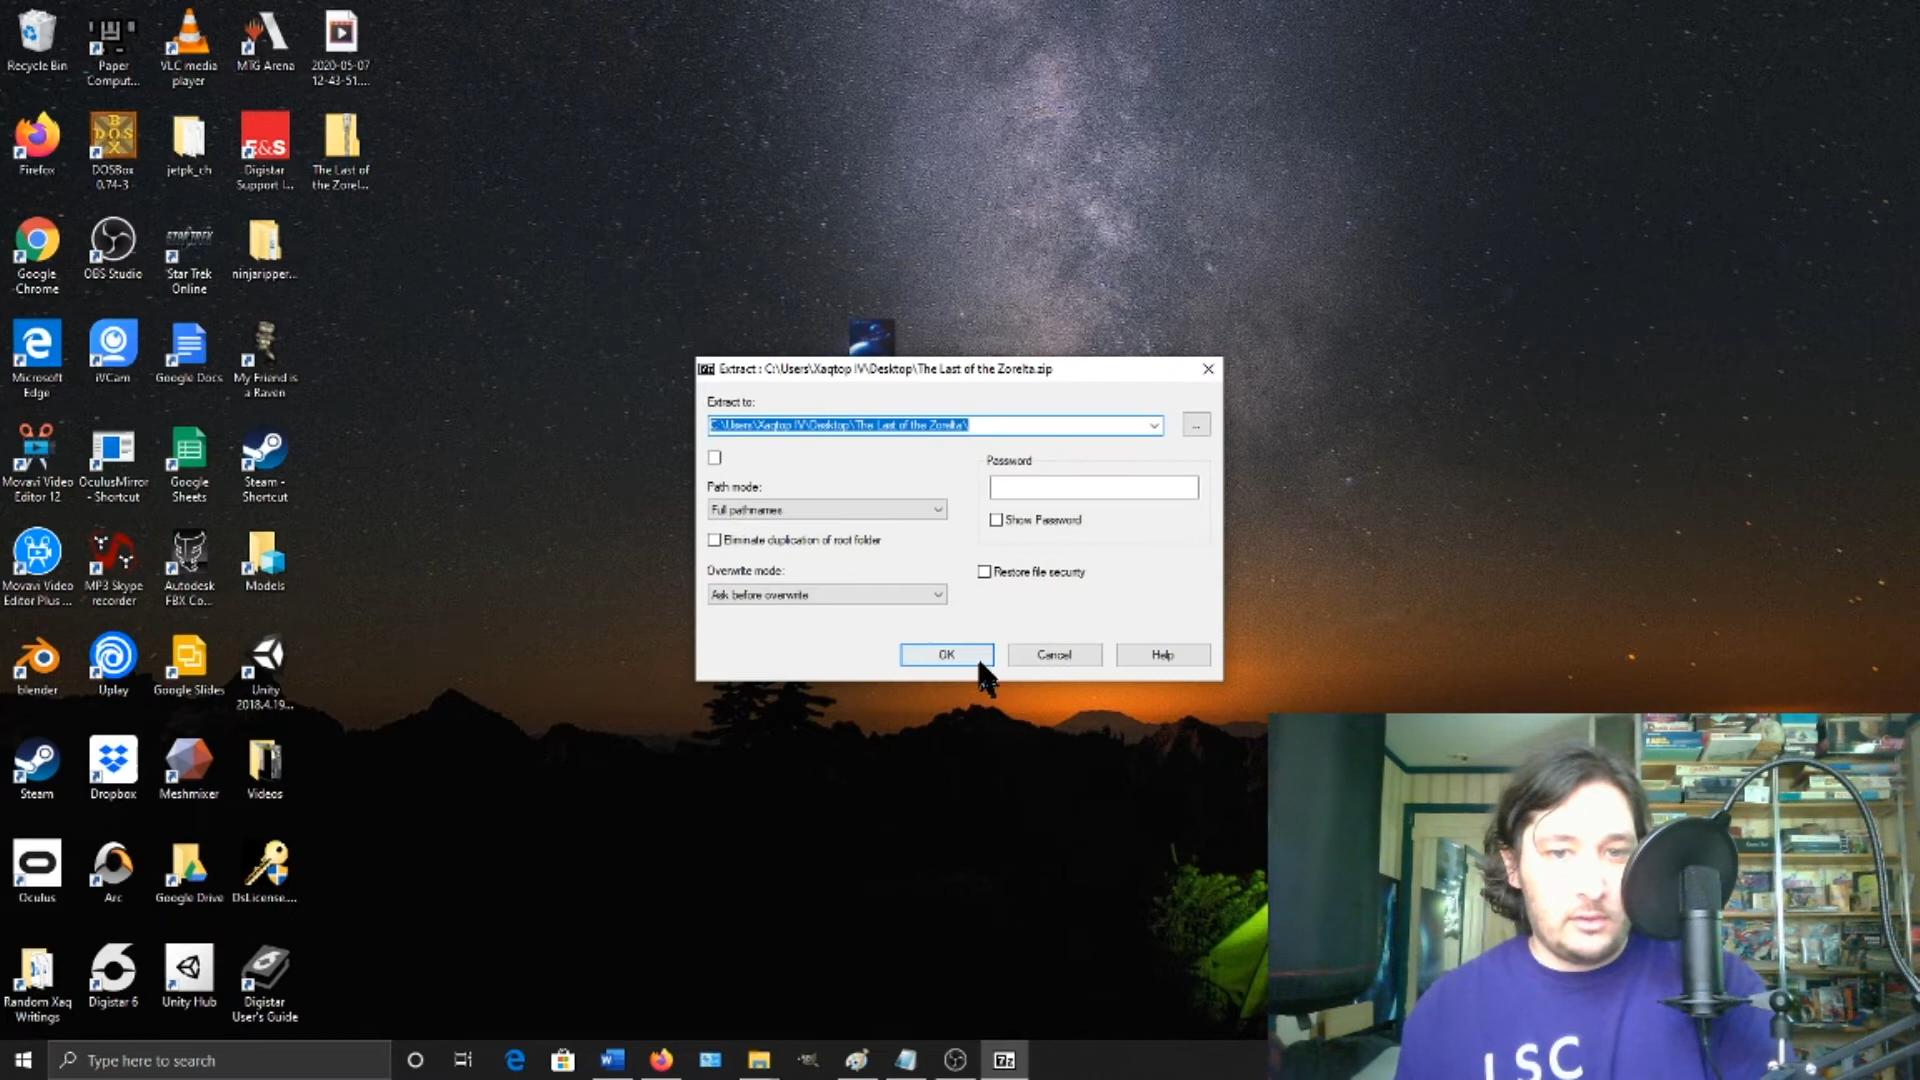 Recycle Bin
Paper
Comput...
VLC media
player
MTG Arena
2020-05-07
12-43-51....
Firefox
DOSBox
0.74-3
jetpk_ch
E&S
Digistar
Support I...
The Last of
the Zorel...
Google
Chrome
OBS Studio
STAR TREK
Star Trek
Online
ninjaripper...
Microsoft
Edge
iVCam
Google Docs
My Friend is
a Raven
Movavi Video
Editor 12
OculusMirror
- Shortcut
Google
Sheets
Steam -
Shortcut
Movavi Video
Editor Plus ...
MP3 Skype
recorder
Autodesk
FBX Co...
Models
blender
Uplay
Google Slides
Unity
2018.4.19...
Steam
Dropbox
Meshmixer
Videos
Oculus
Arc
Google Drive
DsLicense....
Random Xaq
Writings
Digistar 6
Unity Hub
Digistar
User's Guide
Extract : C:\Users\Xaqtop IV\Desktop\The Last of the Zorelta.zip
Extract to:
C:\Users\Xaqtop IV\Desktop\The Last of the Zorelta\
...
Password
Path mode:
Full pathnames
Show Password
Eliminate duplication of root folder
Overwrite mode:
Restore file security
Ask before overwrite
OK
Cancel
Help
LSC
Type here to search
7z